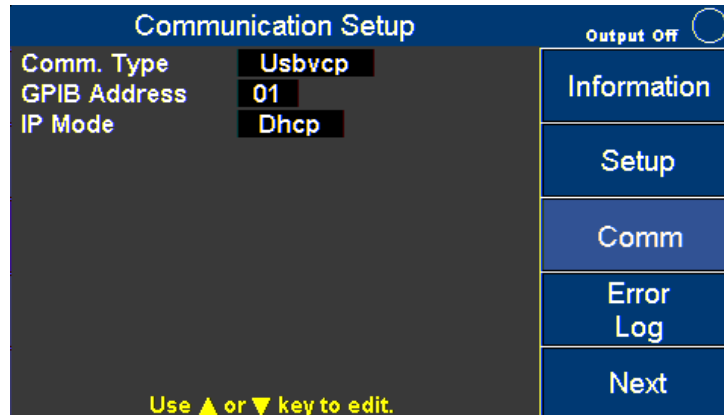 Communication Setup
Output Off
Comm. Type Usbvcp
GPIB Address 01
IP Mode Dhcp
Information
Setup
Comm
Error
Log
Next
Use ▲ or ▼ key to edit.